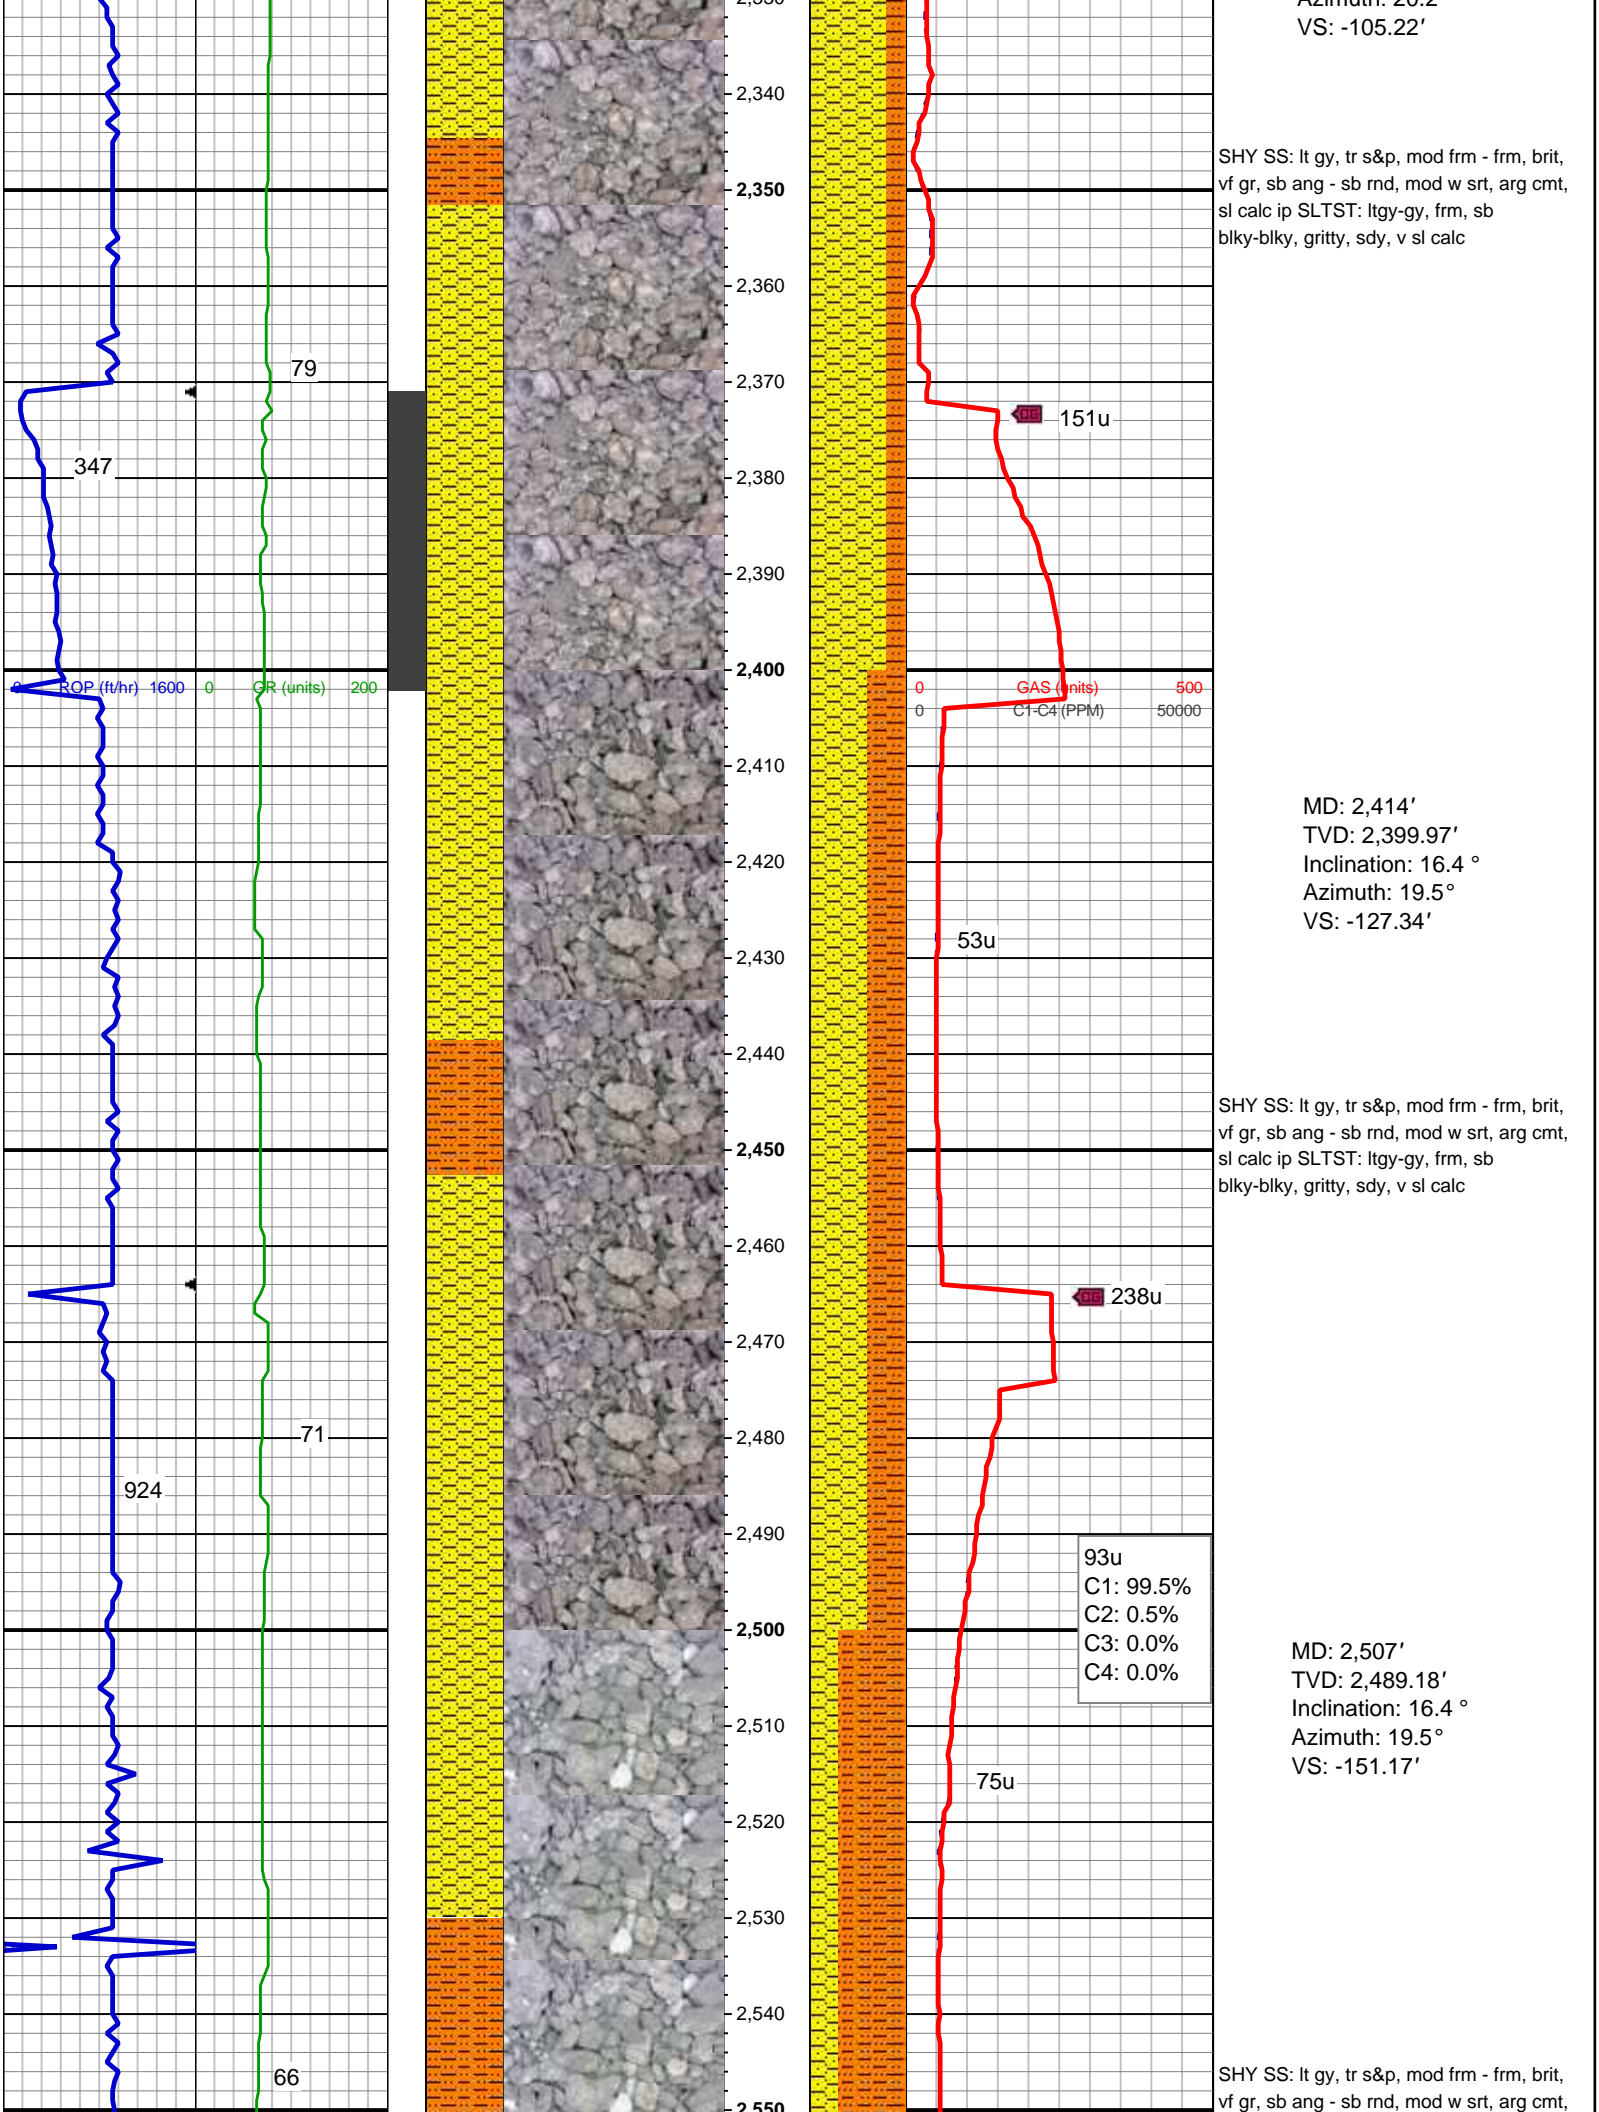 2,330
Azimuth: 20.2
VS: -105.22′
2,340
SHY SS: lt gy, tr s&p, mod frm - frm, brit,
vf gr, sb ang - sb rnd, mod w srt, arg cmt,
sl calc ip SLTST: ltgy-gy, frm, sb
blky-blky, gritty, sdy, v sl calc
2,350
2,360
79
2,370
CG 151u
347
2,380
2,390
2,400
0 ROP (ft/hr) 1600 0 GR (units) 200
0 GAS (units) 500
0 C1-C4 (PPM) 50000
2,410
MD: 2,414′
TVD: 2,399.97′
Inclination: 16.4 °
Azimuth: 19.5°
VS: -127.34′
2,420
53u
2,430
2,440
SHY SS: lt gy, tr s&p, mod frm - frm, brit,
vf gr, sb ang - sb rnd, mod w srt, arg cmt,
sl calc ip SLTST: ltgy-gy, frm, sb
blky-blky, gritty, sdy, v sl calc
2,450
2,460
CG 238u
2,470
71
2,480
924
2,490
93u
C1: 99.5%
C2: 0.5%
C3: 0.0%
C4: 0.0%
2,500
MD: 2,507′
TVD: 2,489.18′
Inclination: 16.4 °
Azimuth: 19.5°
VS: -151.17′
2,510
75u
2,520
2,530
2,540
66
SHY SS: lt gy, tr s&p, mod frm - frm, brit,
vf gr, sb ang - sb rnd, mod w srt, arg cmt,
2,550